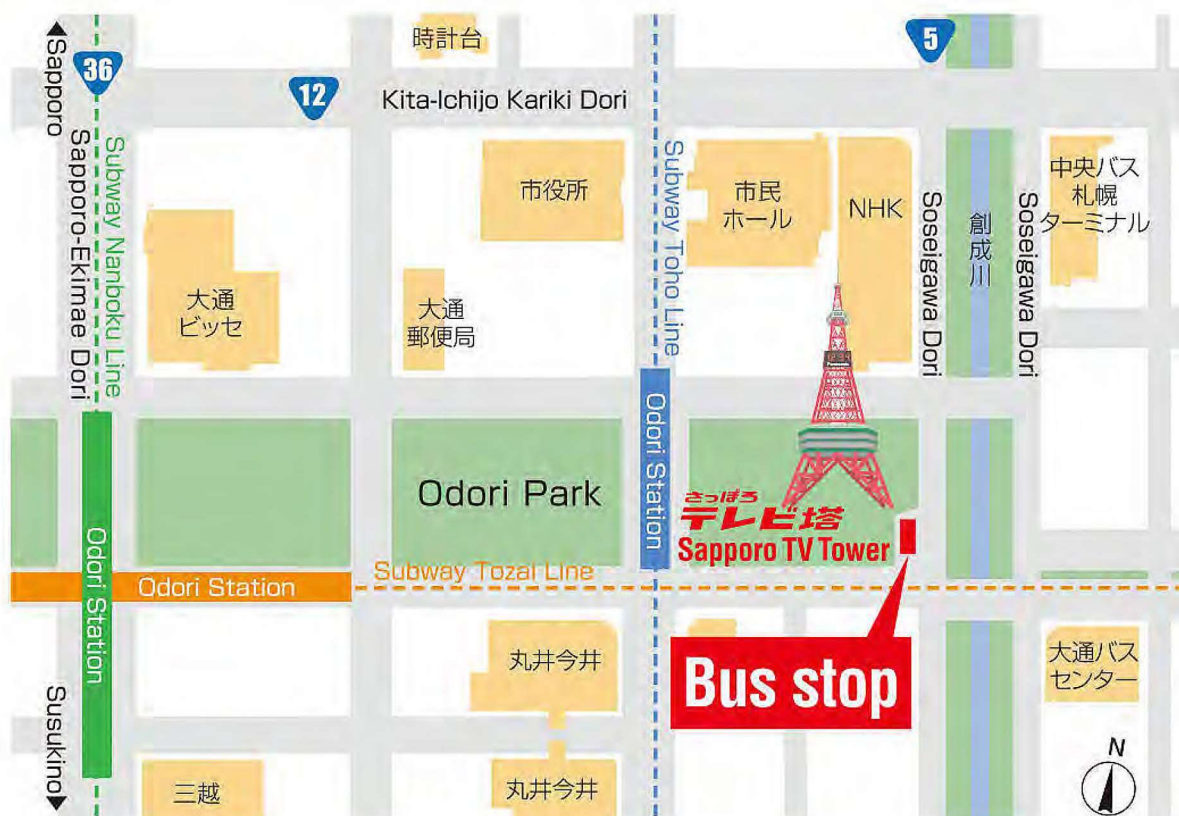 時計台
5
◀Sapporo
36
12
Kita-Ichijo Kariki Dori
Sapporo-Ekimae Dori
Subway Nanboku Line
市役所
Subway Toho Line
市民
ホール
NHK
Soseigawa Dori
創成川
Soseigawa Dori
中央バス
札幌
ターミナル
大通
ビッセ
大通
郵便局
Odori Park
Odori Station
さっぽろ
テレビ塔
Sapporo TV Tower
Odori Station
Odori Station
Subway Tozai Line
Bus stop
丸井今井
大通バス
センター
Susukino▶
三越
丸井今井
N